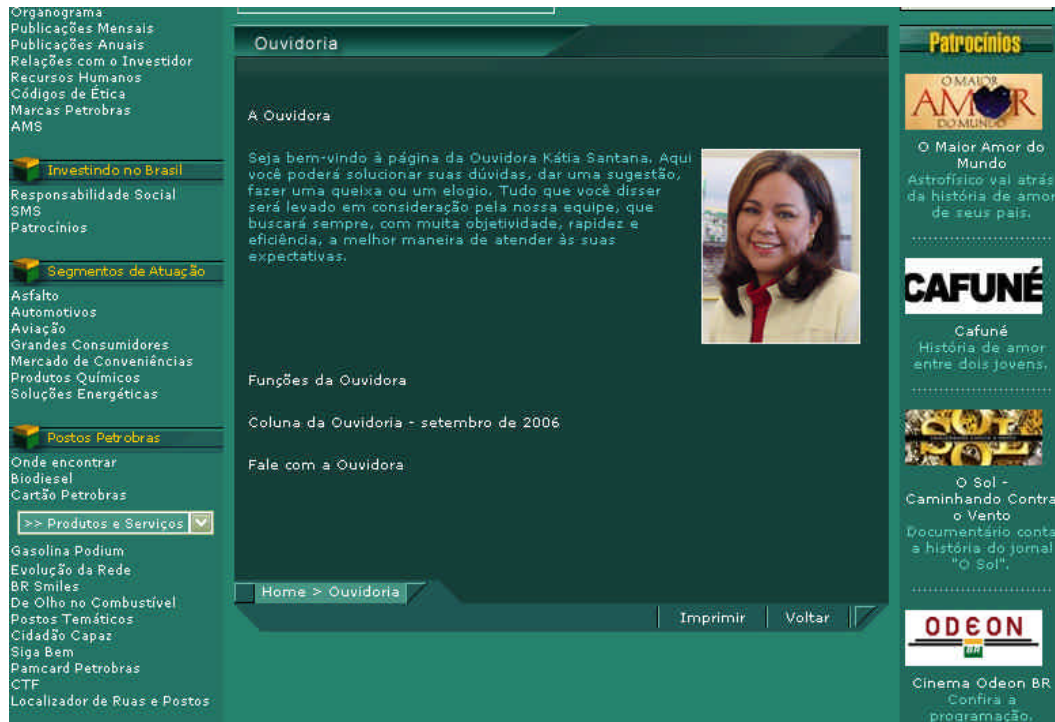 Organograma
Publicações Mensais
Publicações Anuais
Relações com o Investidor
Recursos Humanos
Códigos de Ética
Marcas Petrobras
AMS
Investindo no Brasil
Responsabilidade Social
SMS
Patrocínios
Segmentos de Atuação
Asfalto
Automotivos
Aviação
Grandes Consumidores
Mercado de Conveniências
Produtos Químicos
Soluções Energéticas
Postos Petrobras
Onde encontrar
Biodiesel
Cartão Petrobras
>> Produtos e Serviços
Gasolina Podium
Evolução da Rede
BR Smiles
De Olho no Combustível
Postos Temáticos
Cidadão Capaz
Siga Bem
Pamcard Petrobras
CTF
Localizador de Ruas e Postos
Ouvidoria
A Ouvidora
Seja bem-vindo à página da Ouvidora Kátia Santana. Aqui
você poderá solucionar suas dúvidas, dar uma sugestão,
fazer uma queixa ou um elogio. Tudo que você disser
será levado em consideração pela nossa equipe, que
buscará sempre, com muita objetividade, rapidez e
eficiência, a melhor maneira de atender às suas
expectativas.
Funções da Ouvidora
Coluna da Ouvidoria - setembro de 2006
Fale com a Ouvidora
Home > Ouvidoria
Imprimir
Voltar
Patrocínios
O MAIOR
AMOR
DO MUNDO
O Maior Amor do
Mundo
Astrofísico vai atrás
da história de amor
de seus pais.
CAFUNÉ
Cafuné
História de amor
entre dois jovens.
SOL
SOL
O Sol -
Caminhando Contra
o Vento
Documentário conta
a história do jornal
"O Sol".
ODEON
BR
Cinema Odeon BR
Confira a
programação.